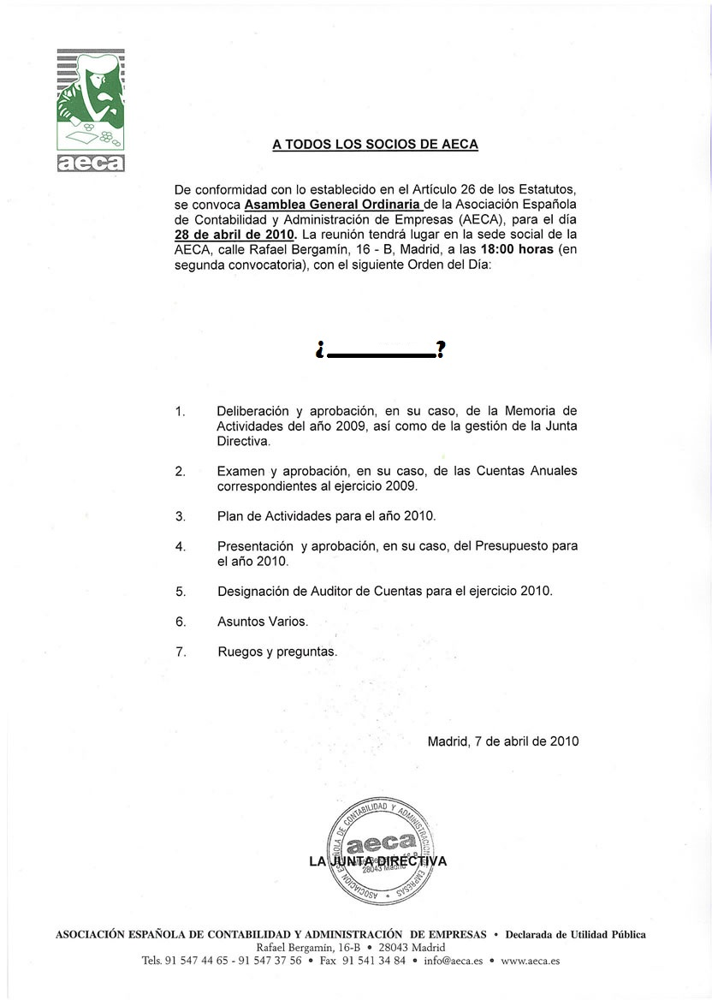 aeca
A TODOS LOS SOCIOS DE AECA
De conformidad con lo establecido en el Artículo 26 de los Estatutos,
se convoca Asamblea General Ordinaria de la Asociación Española
de Contabilidad y Administración de Empresas (AECA), para el día
28 de abril de 2010. La reunión tendrá lugar en la sede social de la
AECA, calle Rafael Bergamín, 16 - B, Madrid, a las 18:00 horas (en
segunda convocatoria), con el siguiente Orden del Día:
¿__________?
1. Deliberación y aprobación, en su caso, de la Memoria de
Actividades del año 2009, así como de la gestión de la Junta
Directiva.
2. Examen y aprobación, en su caso, de las Cuentas Anuales
correspondientes al ejercicio 2009.
3. Plan de Actividades para el año 2010.
4. Presentación y aprobación, en su caso, del Presupuesto para
el año 2010.
5. Designación de Auditor de Cuentas para el ejercicio 2010.
6. Asuntos Varios.
7. Ruegos y preguntas.
Madrid, 7 de abril de 2010
ASOCIACIÓN ESPAÑOLA DE CONTABILIDAD Y ADMINISTRACIÓN DE EMPRESAS
aeca
28043 Madrid
LA JUNTA DIRECTIVA
ASOCIACIÓN ESPAÑOLA DE CONTABILIDAD Y ADMINISTRACIÓN DE EMPRESAS • Declarada de Utilidad Pública
Rafael Bergamín, 16-B • 28043 Madrid
Tels. 91 547 44 65 - 91 547 37 56 • Fax 91 541 34 84 • info@aeca.es • www.aeca.es